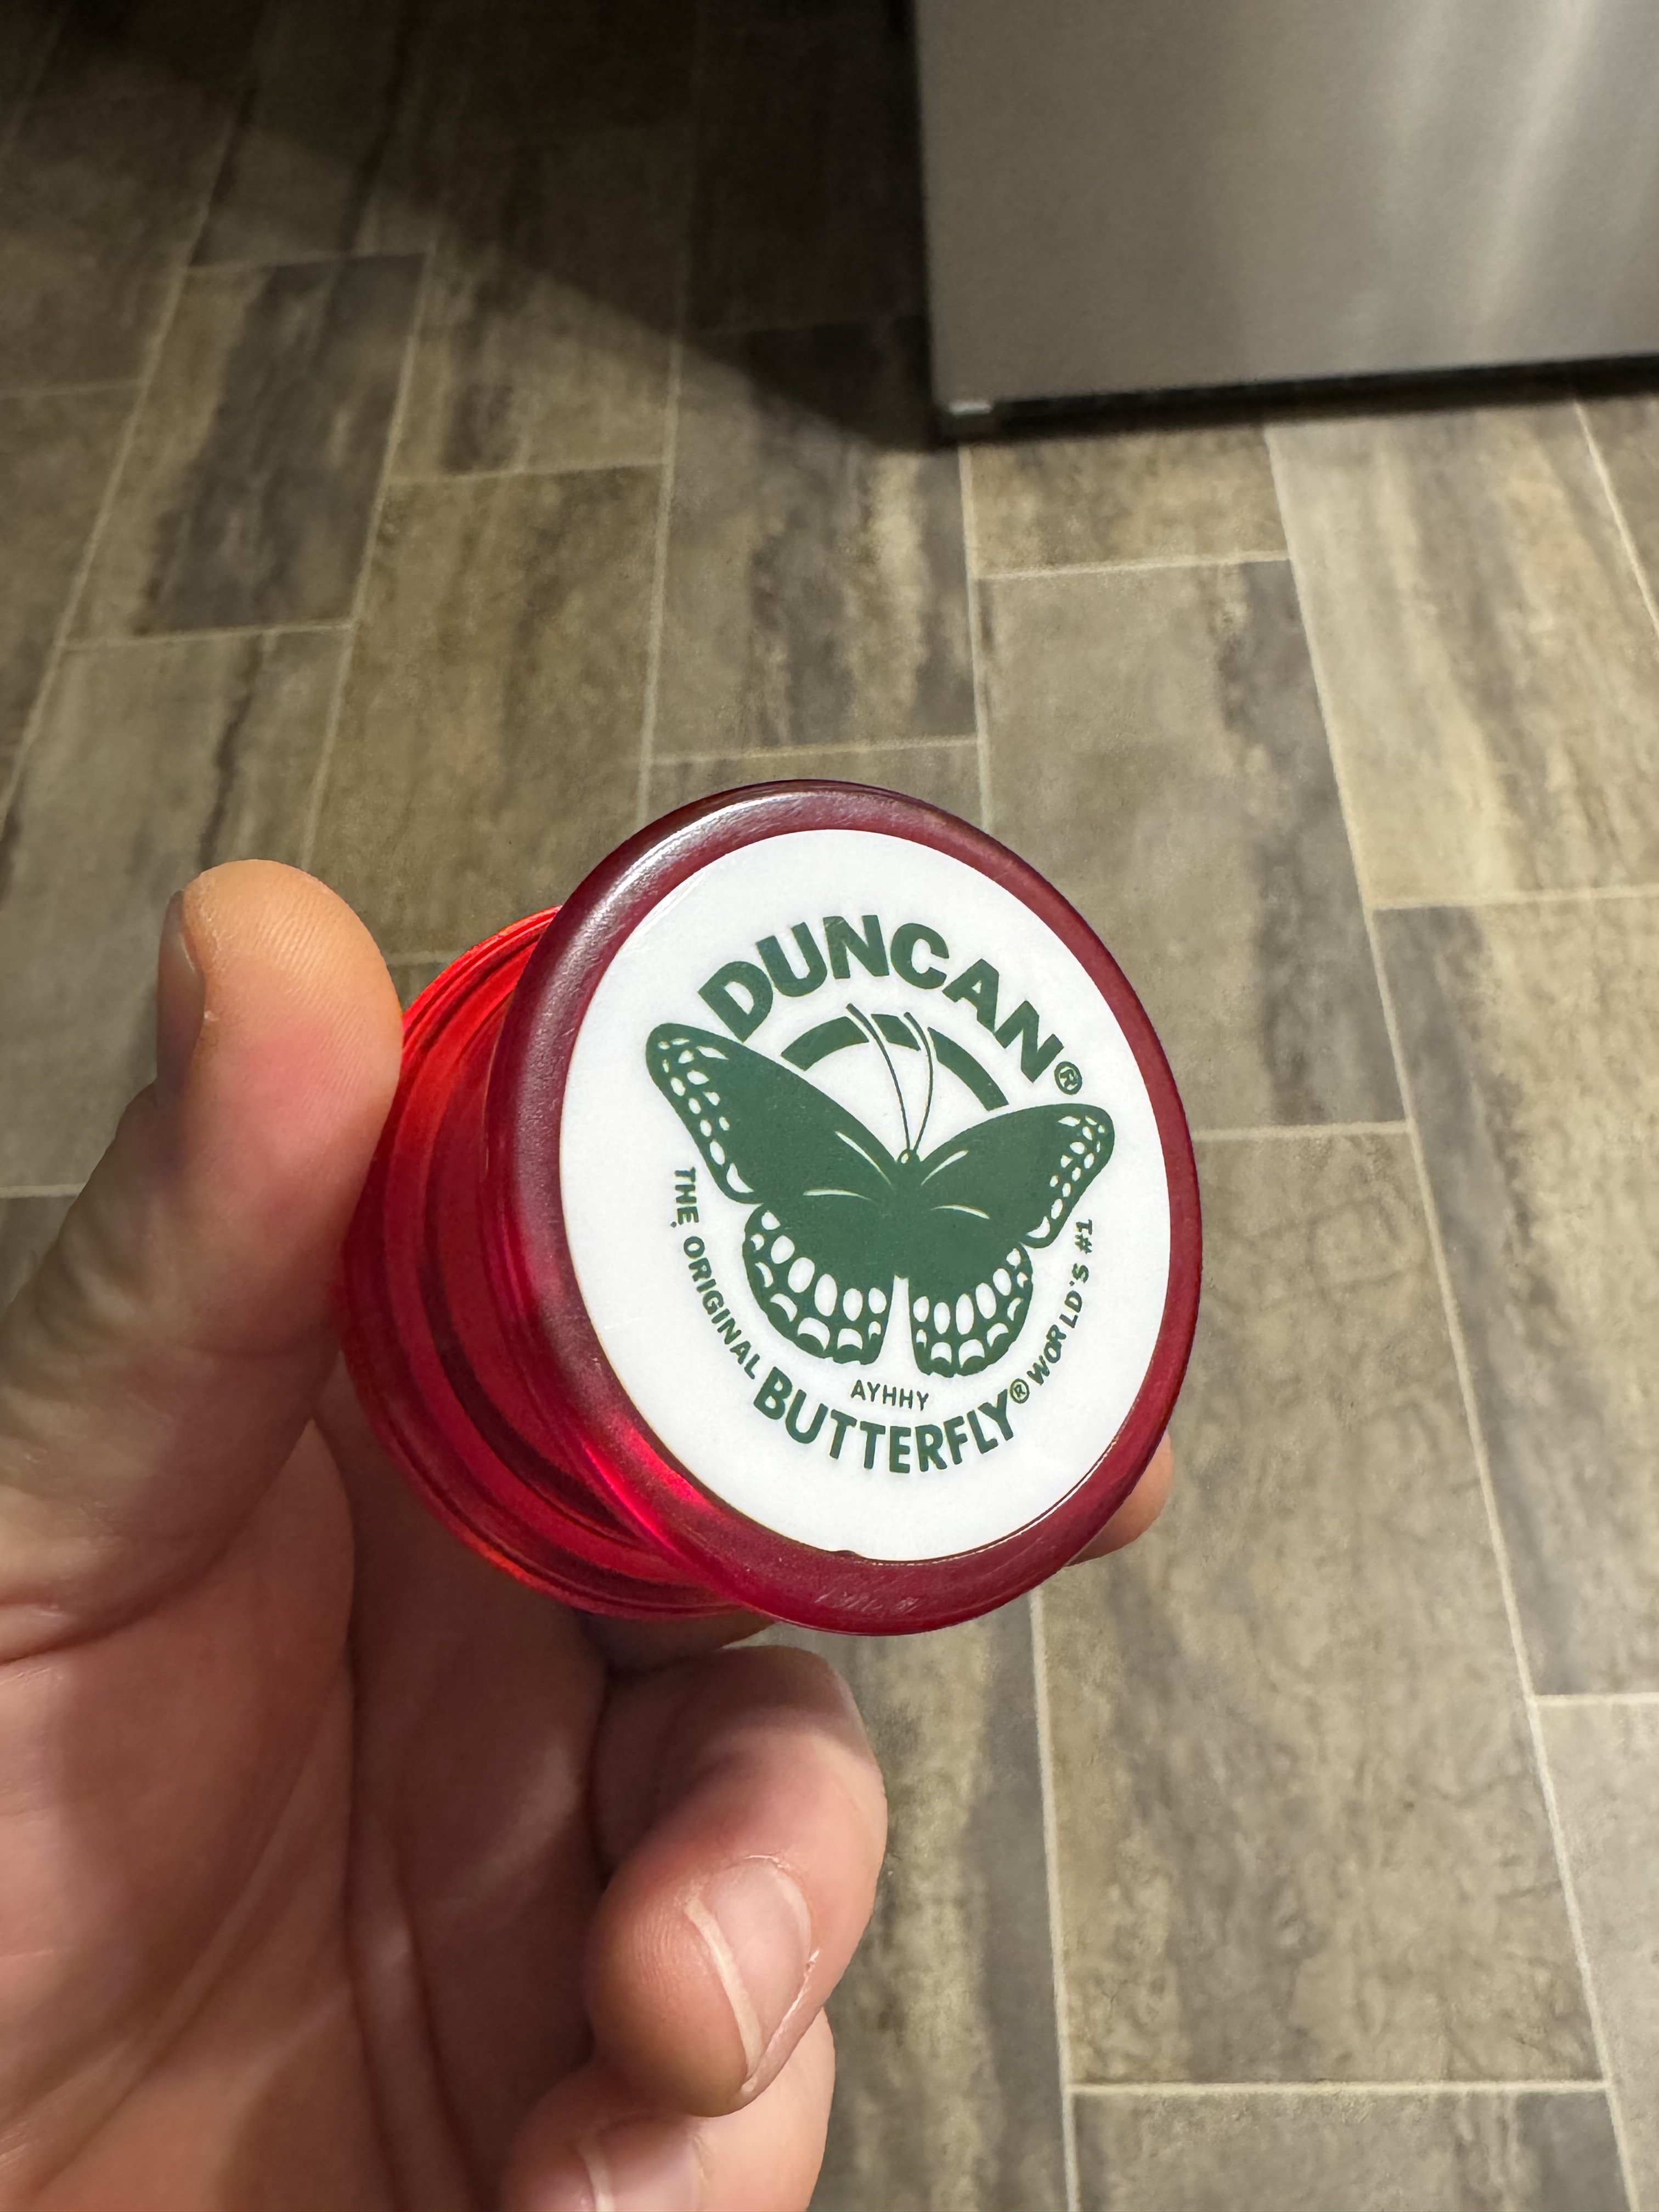 DUNCAN®
THE ORIGINAL BUTTERFLY® WORLD'S #1
AYHHY